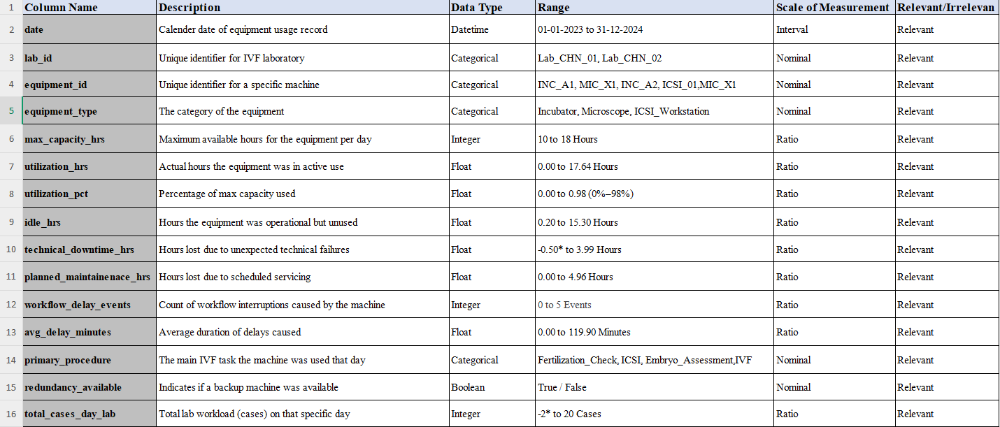 1 Column Name Description Data Type Range Scale of Measurement Relevant/Irrelevan
2 date Calender date of equipment usage record Datetime 01-01-2023 to 31-12-2024 Interval Relevant
3 lab_id Unique identifier for IVF laboratory Categorical Lab_CHN_01, Lab_CHN_02 Nominal Relevant
4 equipment_id Unique identifier for a specific machine Categorical INC_A1, MIC_X1, INC_A2, ICSI_01,MIC_X1 Nominal Relevant
5 equipment_type The category of the equipment Categorical Incubator, Microscope, ICSI_Workstation Nominal Relevant
6 max_capacity_hrs Maximum available hours for the equipment per day Integer 10 to 18 Hours Ratio Relevant
7 utilization_hrs Actual hours the equipment was in active use Float 0.00 to 17.64 Hours Ratio Relevant
8 utilization_pct Percentage of max capacity used Float 0.00 to 0.98 (0%–98%) Ratio Relevant
9 idle_hrs Hours the equipment was operational but unused Float 0.20 to 15.30 Hours Ratio Relevant
10 technical_downtime_hrs Hours lost due to unexpected technical failures Float -0.50* to 3.99 Hours Ratio Relevant
11 planned_maintainenace_hrs Hours lost due to scheduled servicing Float 0.00 to 4.96 Hours Ratio Relevant
12 workflow_delay_events Count of workflow interruptions caused by the machine Integer 0 to 5 Events Ratio Relevant
13 avg_delay_minutes Average duration of delays caused Float 0.00 to 119.90 Minutes Ratio Relevant
14 primary_procedure The main IVF task the machine was used that day Categorical Fertilization_Check, ICSI, Embryo_Assessment,IVF Nominal Relevant
15 redundancy_available Indicates if a backup machine was available Boolean True / False Nominal Relevant
16 total_cases_day_lab Total lab workload (cases) on that specific day Integer -2* to 20 Cases Ratio Relevant